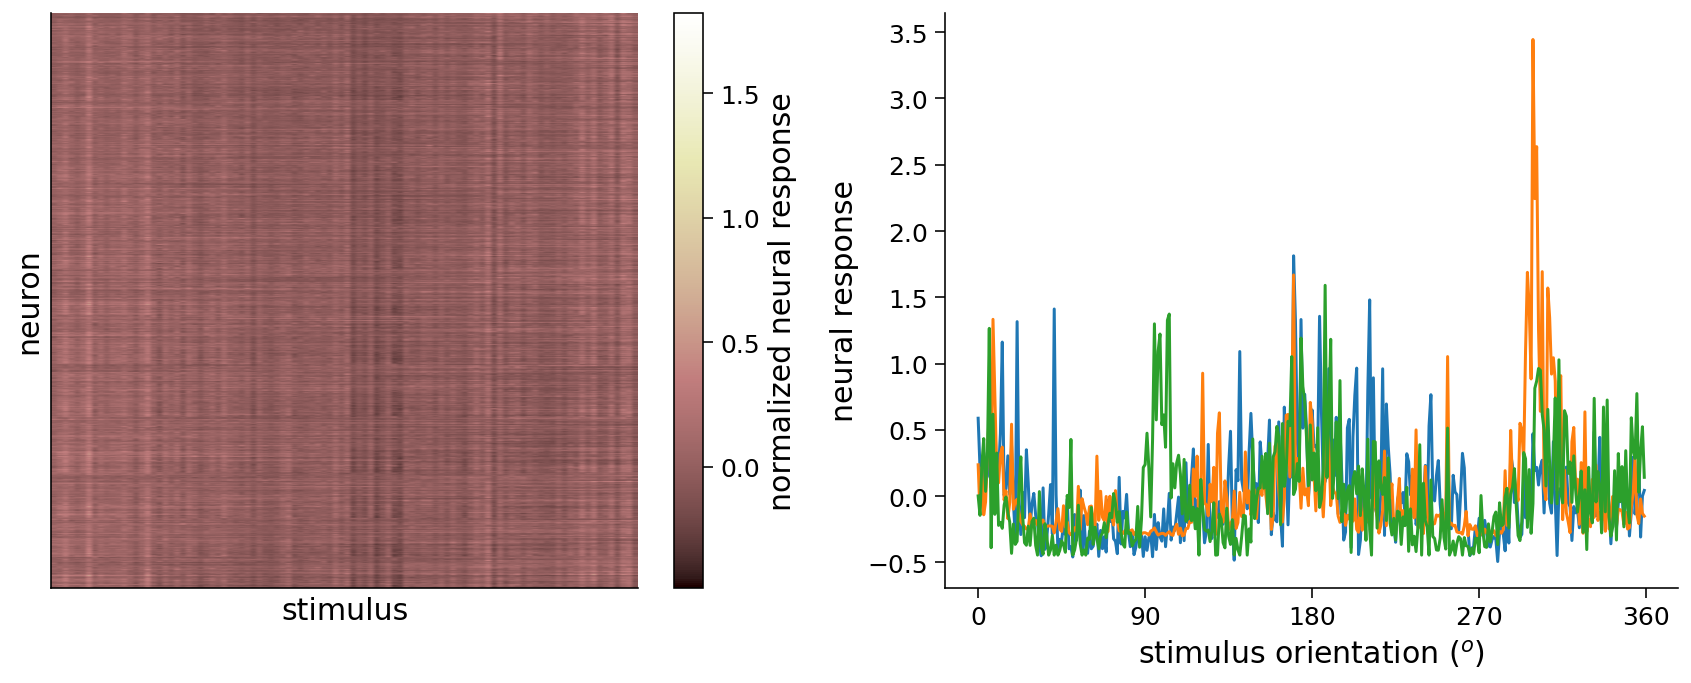 neuron
stimulus
1.5
1.0
0.5
0.0
normalized neural response
neural response
3.5
3.0
2.5
2.0
1.5
1.0
0.5
0.0
−0.5
0 90 180 270 360
stimulus orientation (°)